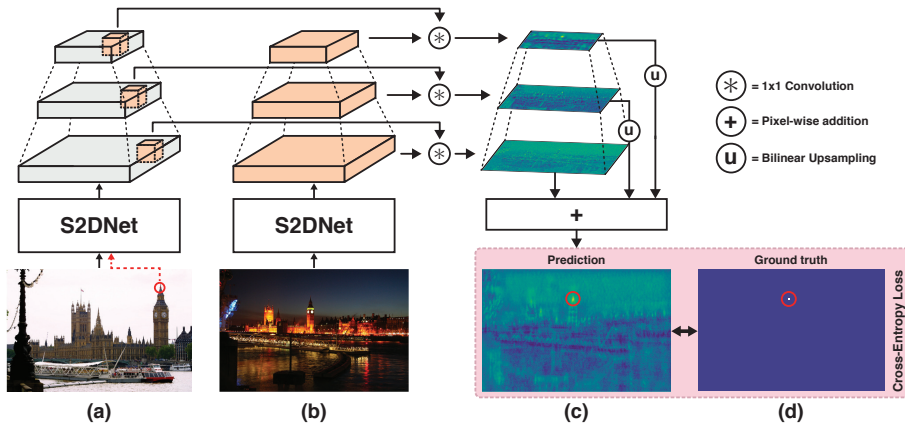 u
u
= 1x1 Convolution
+ = Pixel-wise addition
u = Bilinear Upsampling
S2DNet
S2DNet
+
Prediction
Ground truth
Cross-Entropy Loss
(a)
(b)
(c)
(d)